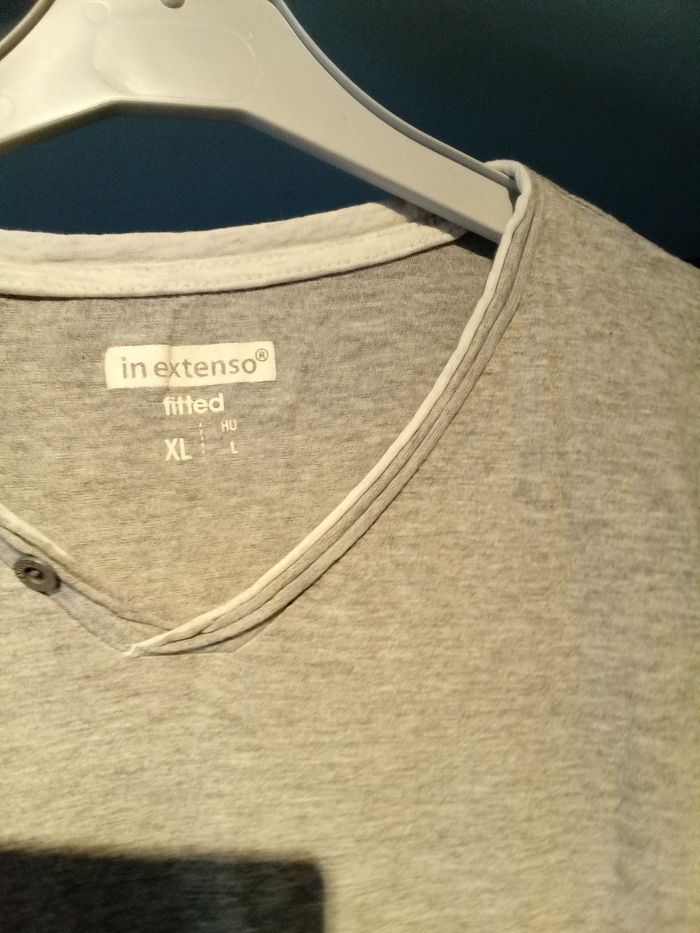 in extenso®
fitted
XL HU L